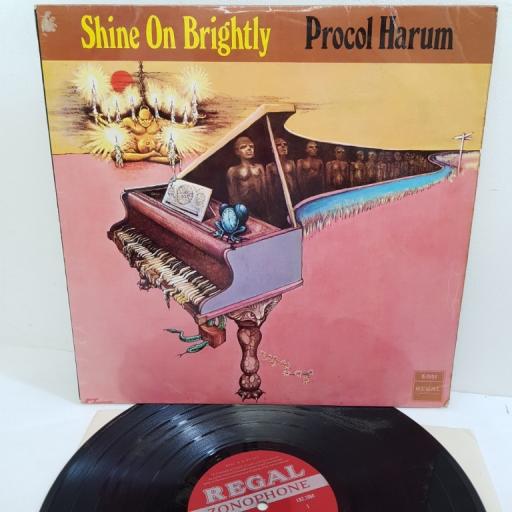 Shine On Brightly Procol Harum
REGAL
ZONOPHONE